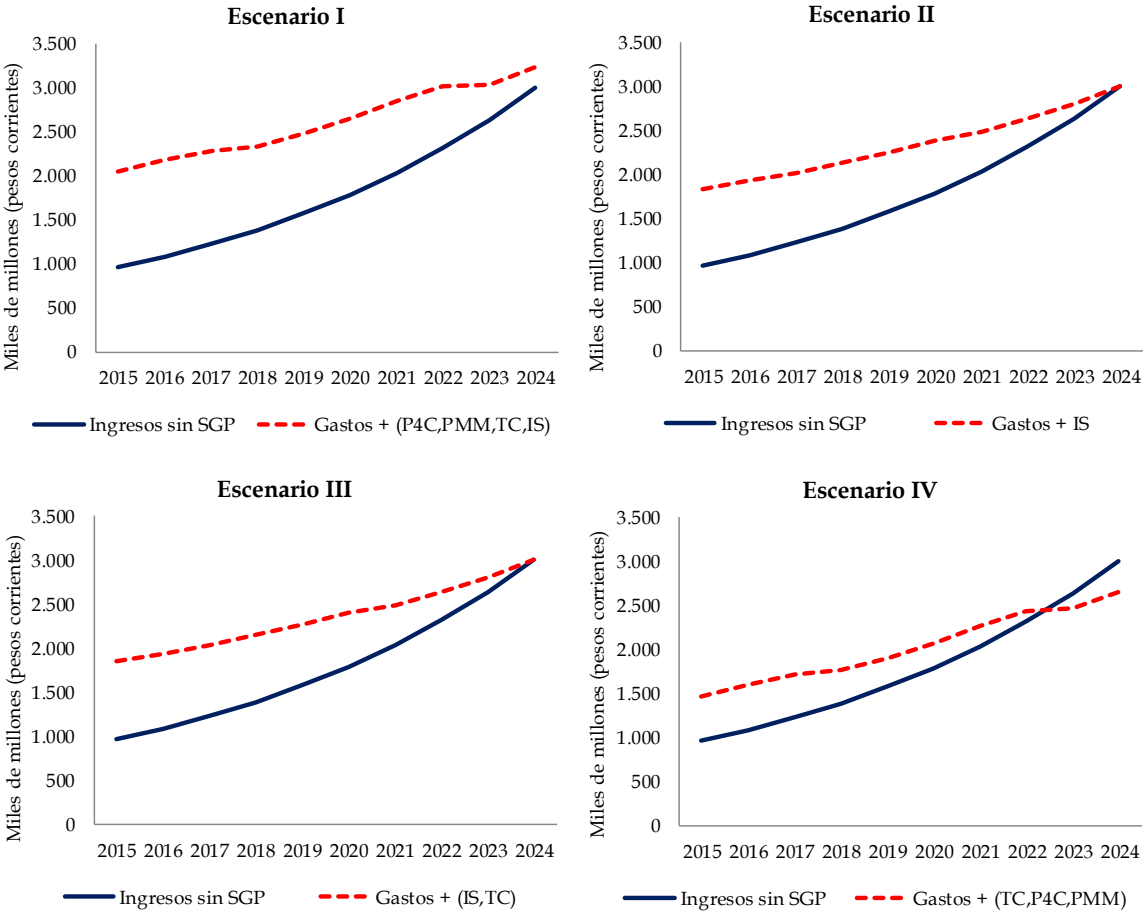 Escenario I
Miles de millones (pesos corrientes)
3.500
3.000
2.500
2.000
1.500
1.000
500
0
2015 2016 2017 2018 2019 2020 2021 2022 2023 2024
Ingresos sin SGP Gastos + (P4C,PMM,TC,IS)
Escenario II
Miles de millones (pesos corrientes)
3.500
3.000
2.500
2.000
1.500
1.000
500
0
2015 2016 2017 2018 2019 2020 2021 2022 2023 2024
Ingresos sin SGP Gastos + IS
Escenario III
Miles de millones (pesos corrientes)
3.500
3.000
2.500
2.000
1.500
1.000
500
0
2015 2016 2017 2018 2019 2020 2021 2022 2023 2024
Ingresos sin SGP Gastos + (IS,TC)
Escenario IV
Miles de millones (pesos corrientes)
3.500
3.000
2.500
2.000
1.500
1.000
500
0
2015 2016 2017 2018 2019 2020 2021 2022 2023 2024
Ingresos sin SGP Gastos + (TC,P4C,PMM)